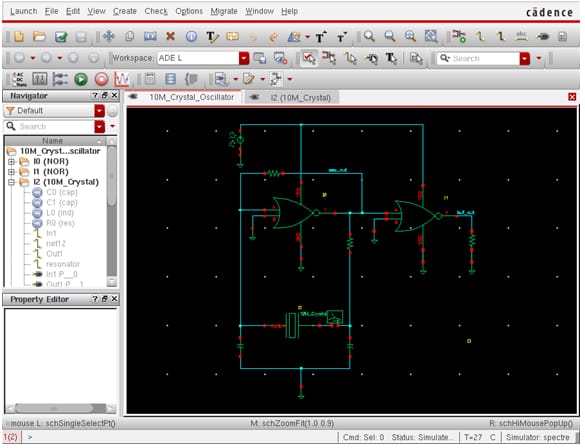 Launch File Edit View Create Check Options Migrate Window Help
cādence
Workspace: ADE L
Search
AC
DC
Trans
Navigator
Default
Search
Name
10M_Cryst...scillator
I0 (NOR)
I1 (NOR)
I2 (10M_Crystal)
C0 (cap)
C1 (cap)
L0 (ind)
R0 (res)
In1
net12
Out1
resonator
In1:P__0
Out1:P__1
Property Editor
10M_Crystal_Oscillator
I2 (10M_Crystal)
mouse L: schSingleSelectPt()
M: schZoomFit(1.0 0.9)
R: schHiMousePopUp()
1(2)
>
Cmd: Sel: 0
Status: Simulate...
T=27 C
Simulator: spectre